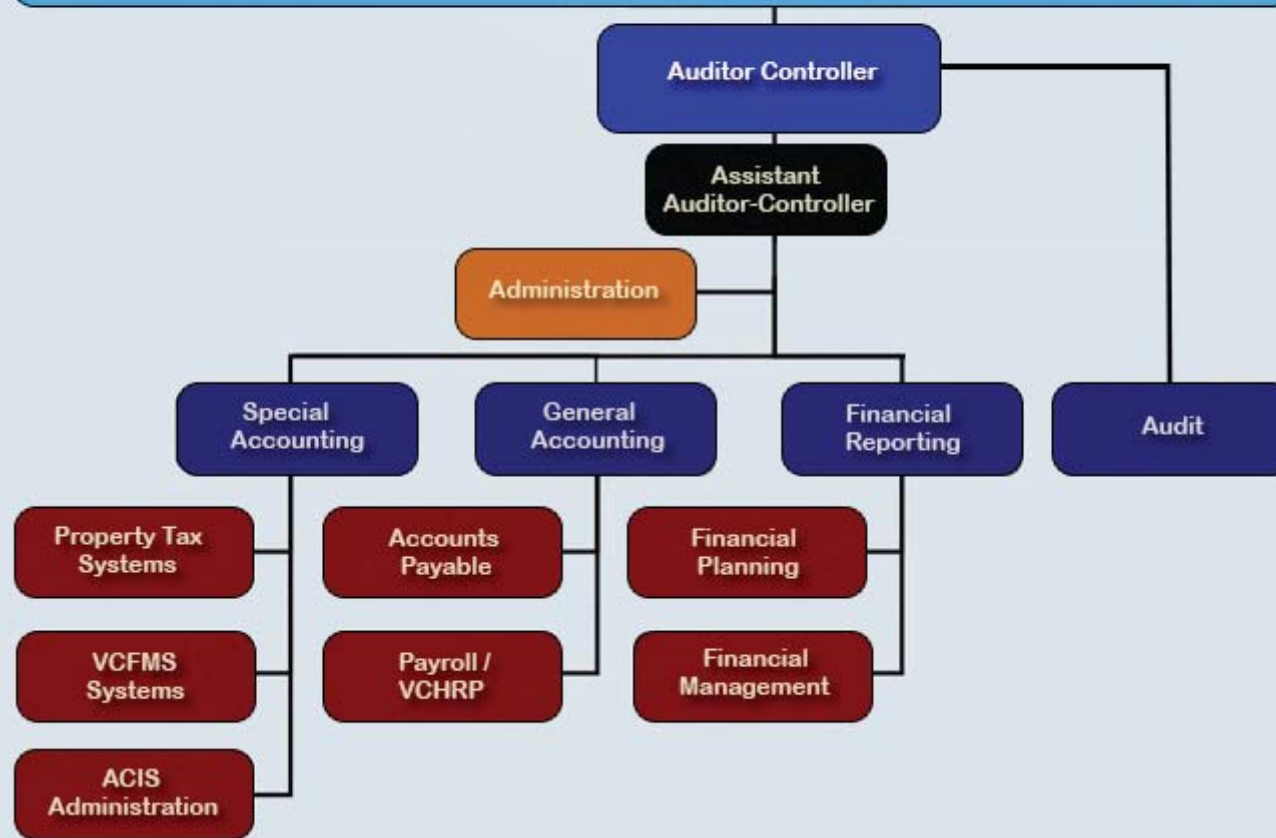 Auditor Controller
Assistant
Auditor-Controller
Administration
Special
Accounting
General
Accounting
Financial
Reporting
Audit
Property Tax
Systems
Accounts
Payable
Financial
Planning
VCFMS
Systems
Payroll /
VCHRP
Financial
Management
ACIS
Administration